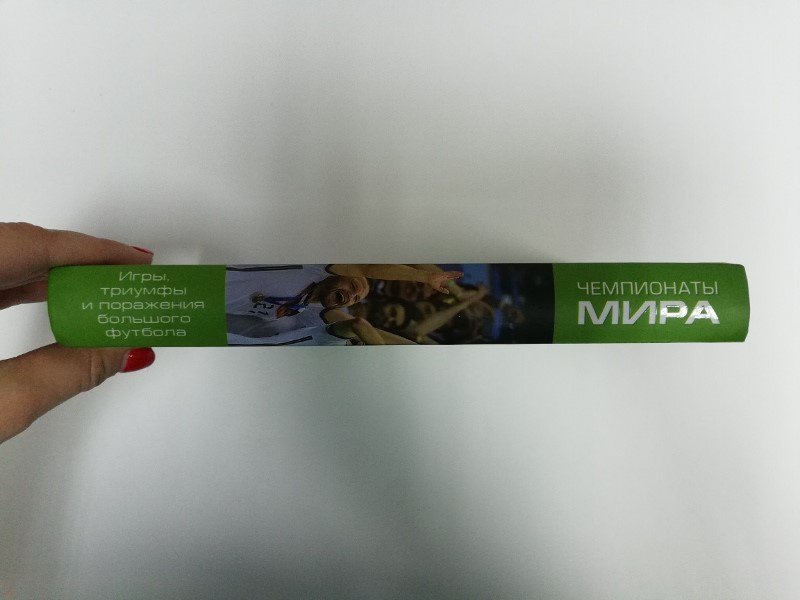 Игры,
триумфы
и поражения
большого
футбола
ЧЕМПИОНАТЫ
МИРА